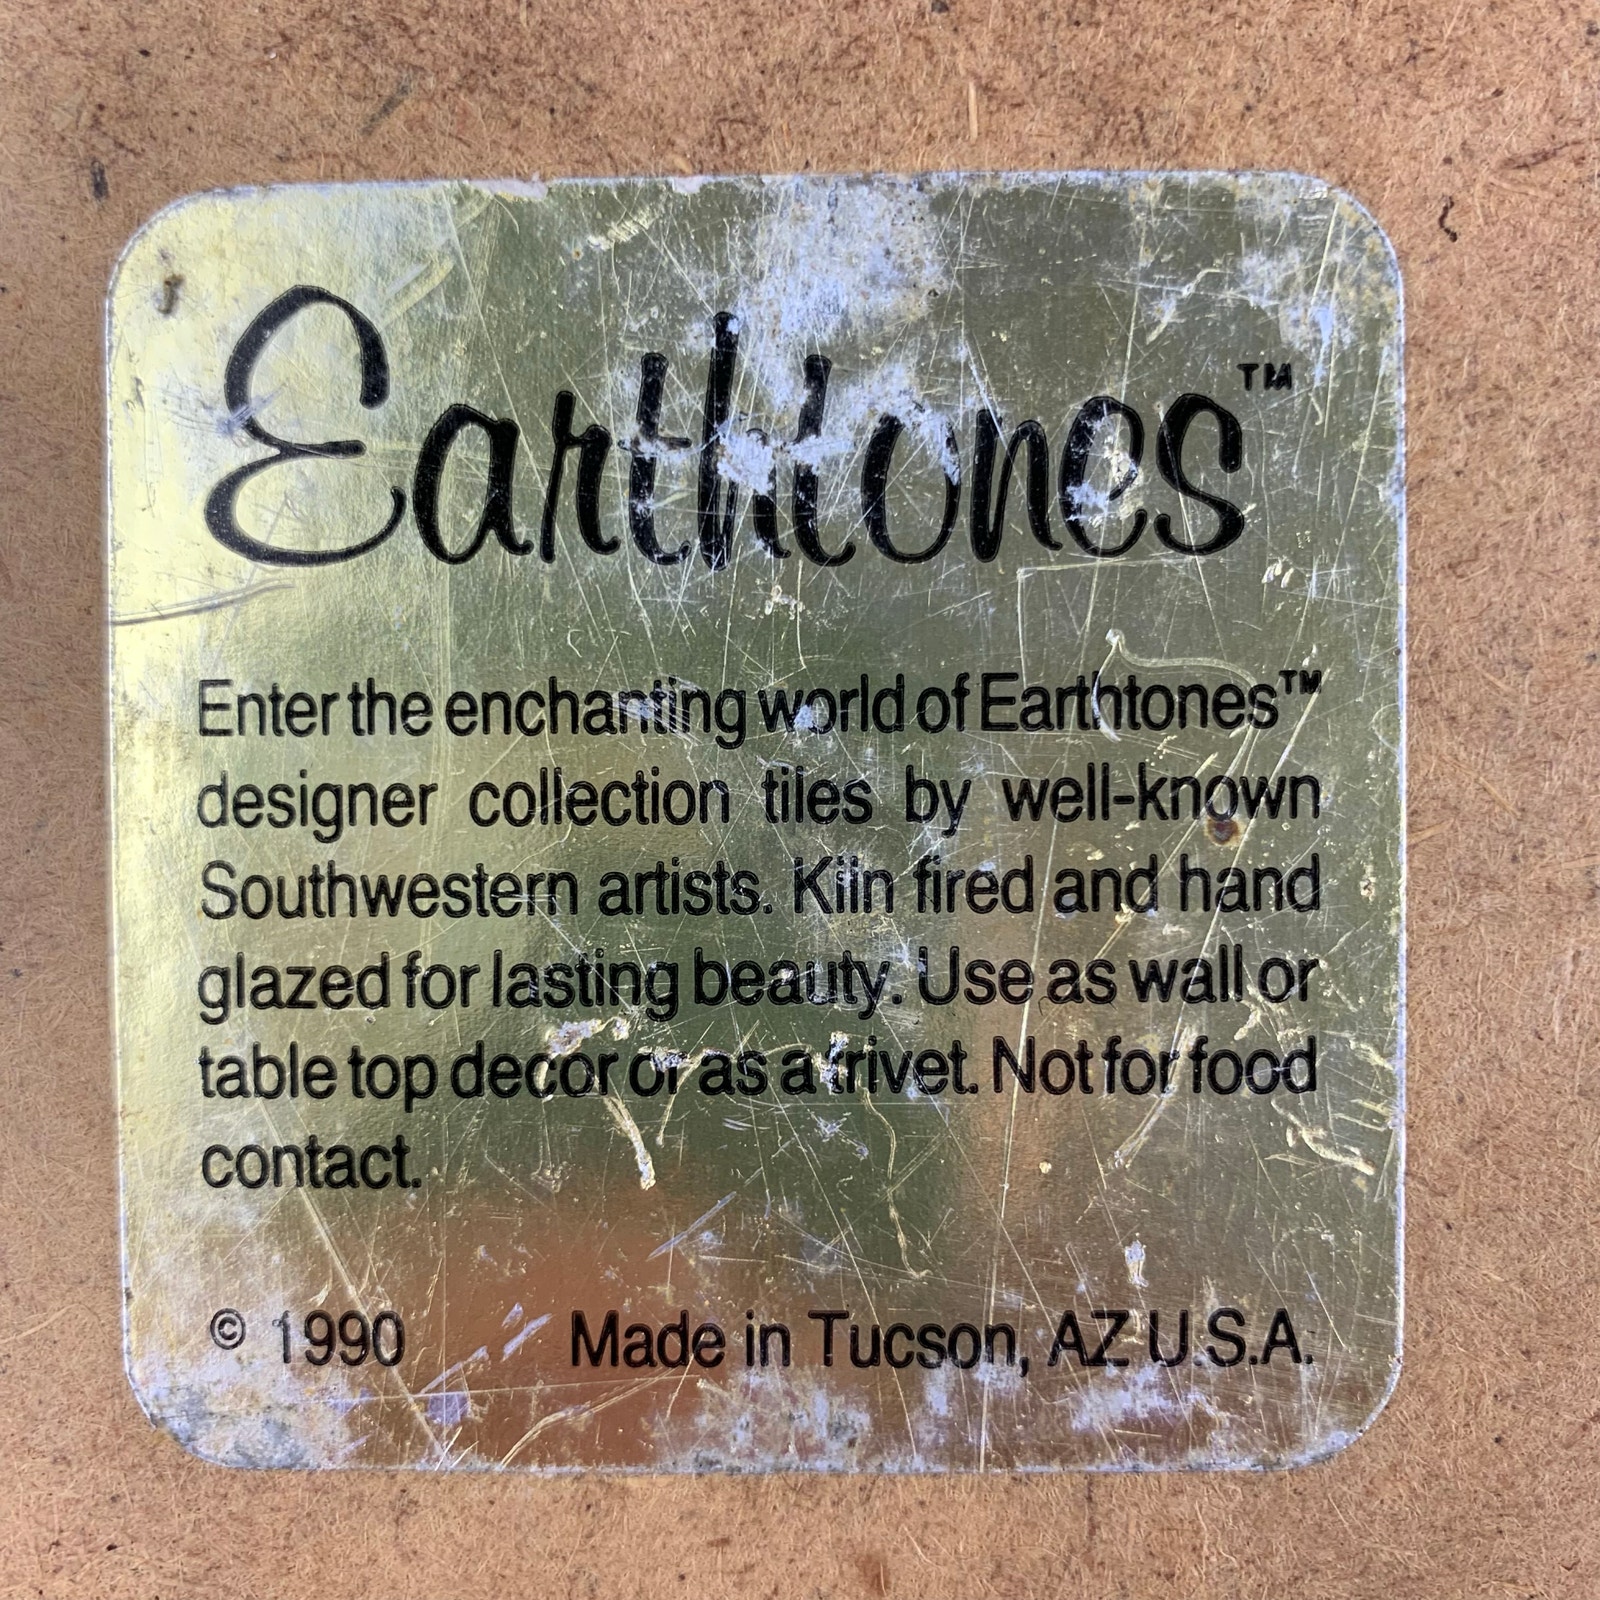 Earthtones™
Enter the enchanting world of Earthtones™
designer collection tiles by well-known
Southwestern artists. Kiln fired and hand
glazed for lasting beauty. Use as wall or
table top decor or as a trivet. Not for food
contact.
© 1990 Made in Tucson, AZ U.S.A.